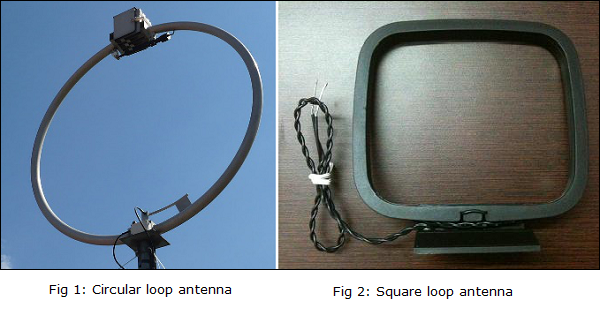 Fig 1: Circular loop antenna
Fig 2: Square loop antenna